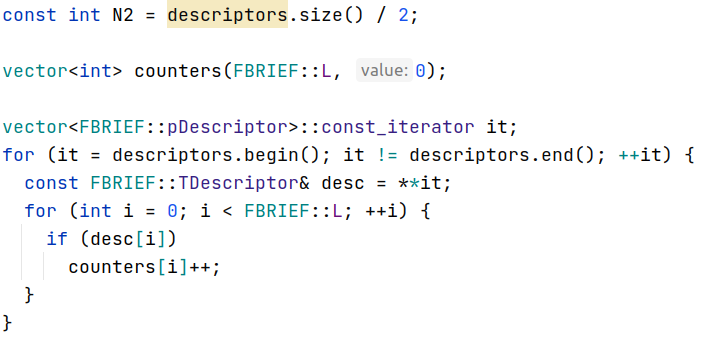 const int N2 = descriptors.size() / 2;
vector<int> counters(FBRIEF::L, value: 0);
vector<FBRIEF::pDescriptor>::const_iterator it;
for (it = descriptors.begin(); it != descriptors.end(); ++it) {
const FBRIEF::TDescriptor& desc = **it;
for (int i = 0; i < FBRIEF::L; ++i) {
if (desc[i])
counters[i]++;
}
}